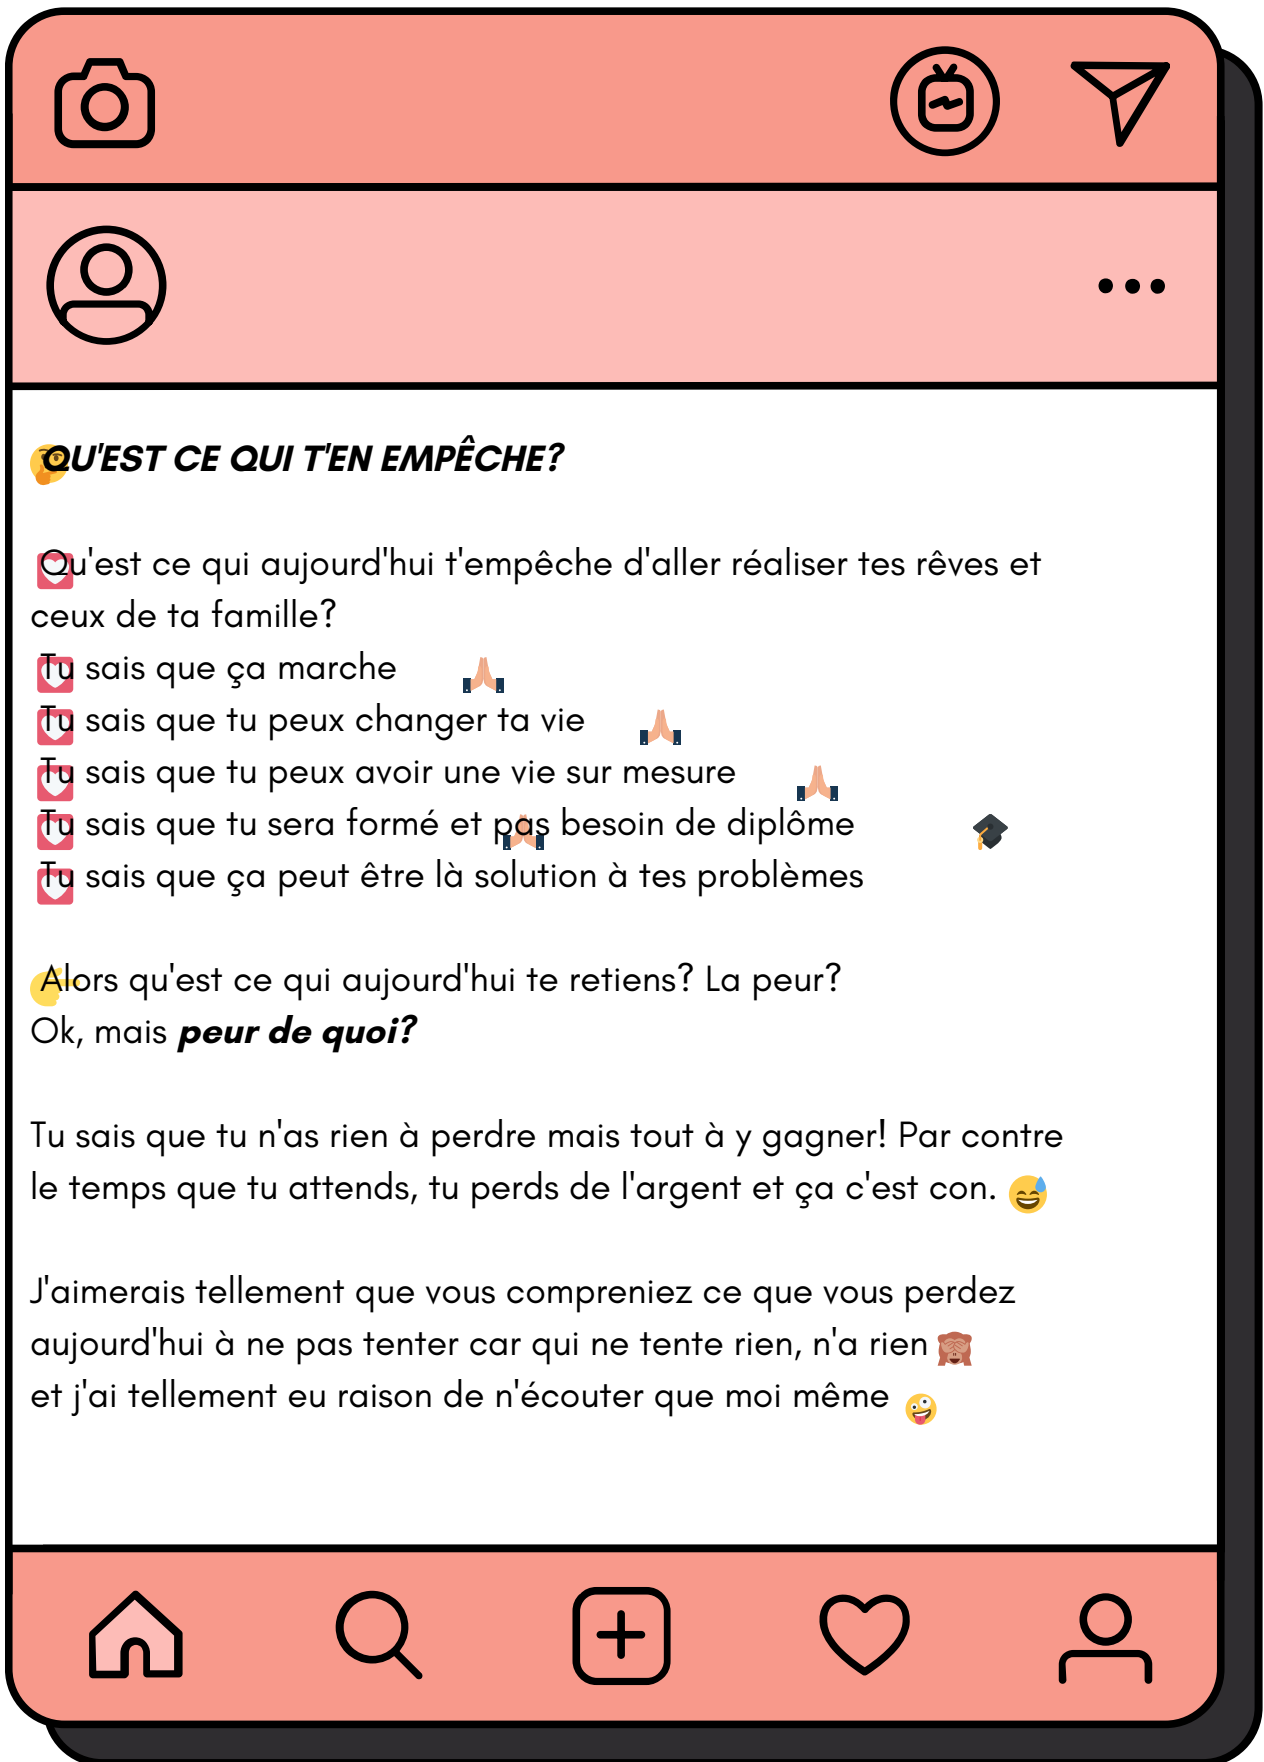 🤔QU'EST CE QUI T'EN EMPÊCHE?
💟Qu'est ce qui aujourd'hui t'empêche d'aller réaliser tes rêves et
ceux de ta famille?
💟Tu sais que ça marche 🙏
💟Tu sais que tu peux changer ta vie 🙏
💟Tu sais que tu peux avoir une vie sur mesure 🙏
💟Tu sais que tu sera formé et pas besoin de diplôme 🎓
💟Tu sais que ça peut être là solution à tes problèmes 🙏
👉Alors qu'est ce qui aujourd'hui te retiens? La peur?
Ok, mais peur de quoi?
Tu sais que tu n'as rien à perdre mais tout à y gagner! Par contre
le temps que tu attends, tu perds de l'argent et ça c'est con. 😅
J'aimerais tellement que vous compreniez ce que vous perdez
aujourd'hui à ne pas tenter car qui ne tente rien, n'a rien 🙈
et j'ai tellement eu raison de n'écouter que moi même 🤪